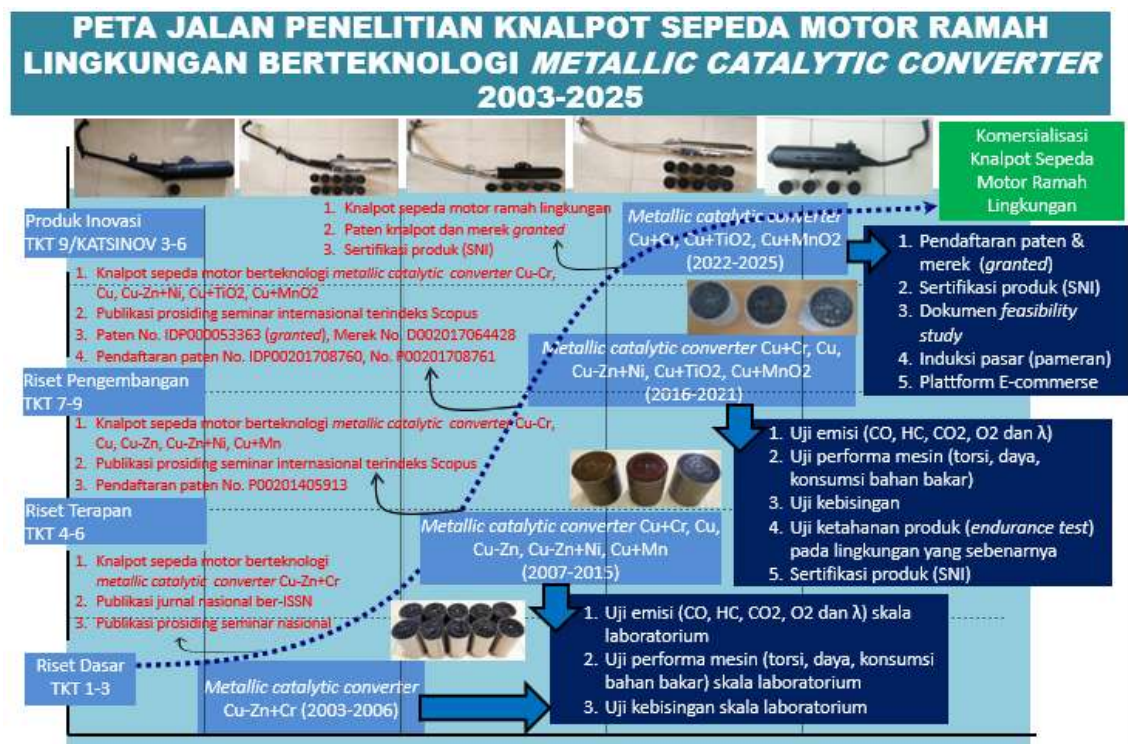 PETA JALAN PENELITIAN KNALPOT SEPEDA MOTOR RAMAH
LINGKUNGAN BERTEKNOLOGI METALLIC CATALYTIC CONVERTER
2003-2025
Komersialisasi
Knalpot Sepeda
Motor Ramah
Lingkungan
Produk Inovasi
TKT 9/KATSINOV 3-6
1. Knalpot sepeda motor ramah lingkungan
2. Paten knalpot dan merek granted
3. Sertifikasi produk (SNI)
Metallic catalytic converter
Cu+Cr, Cu+TiO2, Cu+MnO2
(2022-2025)
1. Pendaftaran paten &
merek (granted)
2. Sertifikasi produk (SNI)
3. Dokumen feasibility
study
4. Induksi pasar (pameran)
5. Plattform E-commerse
1. Knalpot sepeda motor berteknologi metallic catalytic converter Cu-Cr,
Cu, Cu-Zn+Ni, Cu+TiO2, Cu+MnO2
2. Publikasi prosiding seminar internasional terindeks Scopus
3. Paten No. IDP000053363 (granted), Merek No. D002017064428
4. Pendaftaran paten No. IDP00201708760, No. P00201708761
Metallic catalytic converter Cu+Cr, Cu,
Cu-Zn+Ni, Cu+TiO2, Cu+MnO2
(2016-2021)
Riset Pengembangan
TKT 7-9
1. Knalpot sepeda motor berteknologi metallic catalytic converter Cu-Cr,
Cu, Cu-Zn, Cu-Zn+Ni, Cu+Mn
2. Publikasi prosiding seminar internasional terindeks Scopus
3. Pendaftaran paten No. P00201405913
1. Uji emisi (CO, HC, CO2, O2 dan λ)
2. Uji performa mesin (torsi, daya,
konsumsi bahan bakar)
3. Uji kebisingan
4. Uji ketahanan produk (endurance test)
pada lingkungan yang sebenarnya
5. Sertifikasi produk (SNI)
Riset Terapan
TKT 4-6
Metallic catalytic converter Cu+Cr, Cu,
Cu-Zn, Cu-Zn+Ni, Cu+Mn
(2007-2015)
1. Knalpot sepeda motor berteknologi
metallic catalytic converter Cu-Zn+Cr
2. Publikasi jurnal nasional ber-ISSN
3. Publikasi prosiding seminar nasional
1. Uji emisi (CO, HC, CO2, O2 dan λ) skala
laboratorium
2. Uji performa mesin (torsi, daya, konsumsi
bahan bakar) skala laboratorium
3. Uji kebisingan skala laboratorium
Riset Dasar
TKT 1-3
Metallic catalytic converter
Cu-Zn+Cr (2003-2006)